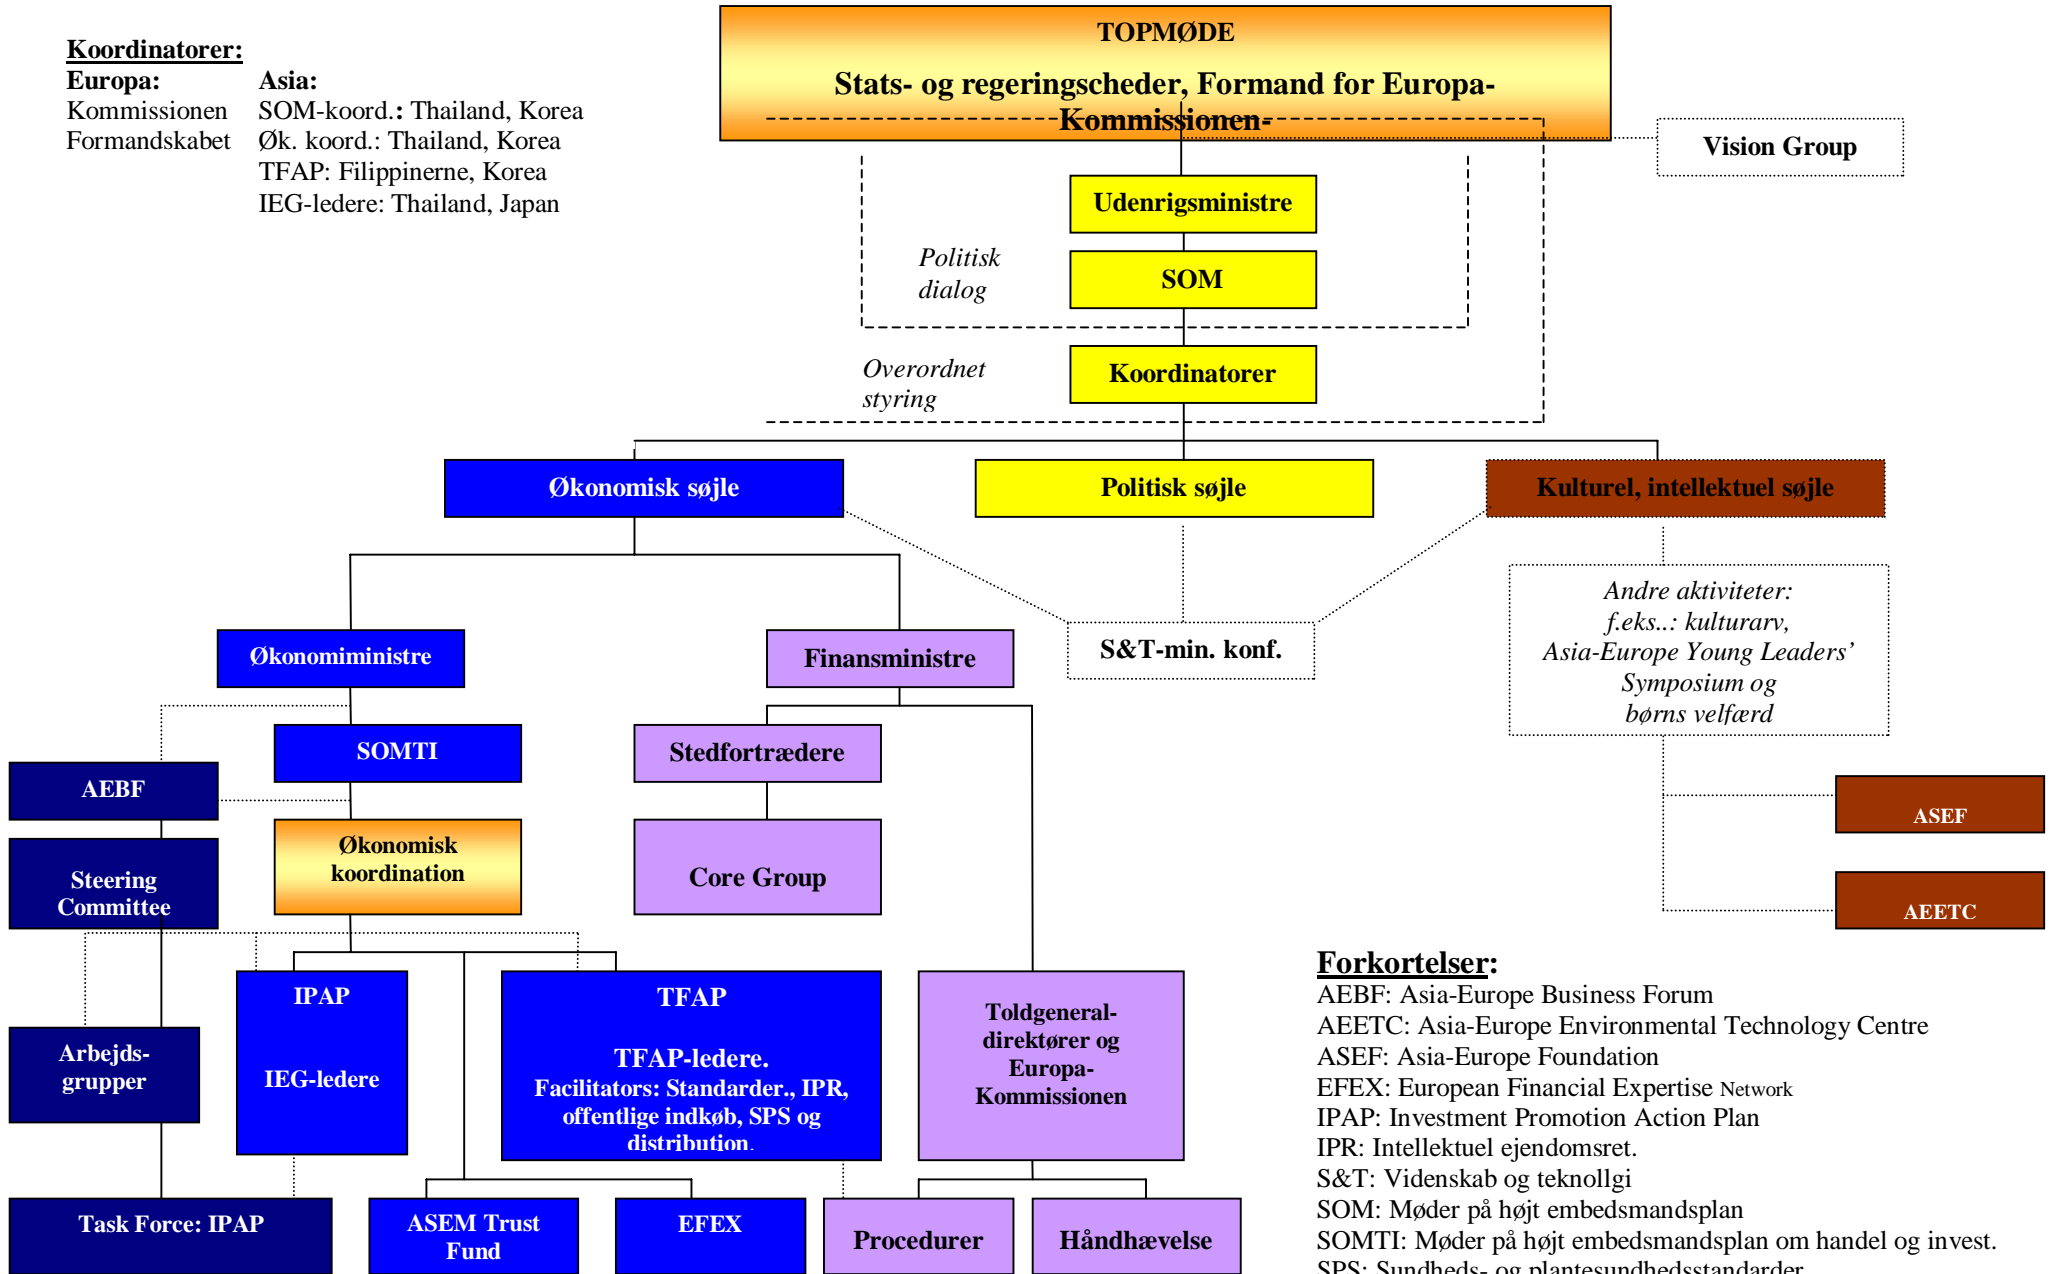 Koordinatorer:
Europa: Asia:
Kommissionen SOM-koord.: Thailand, Korea
Formandskabet Øk. koord.: Thailand, Korea
TFAP: Filippinerne, Korea
IEG-ledere: Thailand, Japan
TOPMØDE
Stats- og regeringscheder, Formand for Europa-
Kommissionen-
Vision Group
Udenrigsministre
Politisk
dialog
SOM
Overordnet
styring
Koordinatorer
Økonomisk søjle
Politisk søjle
Kulturel, intellektuel søjle
Andre aktiviteter:
f.eks..: kulturarv,
Asia-Europe Young Leaders’
Symposium og
børns velfærd
Økonomiministre
Finansministre
S&T-min. konf.
SOMTI
Stedfortrædere
AEBF
ASEF
Økonomisk
koordination
Steering
Committee
Core Group
AEETC
IPAP
IEG-ledere
TFAP
TFAP-ledere.
Facilitators: Standarder., IPR,
offentlige indkøb, SPS og
distribution.
Toldgeneral-
direktører og
Europa-
Kommissionen
Arbejds-
grupper
Task Force: IPAP
ASEM Trust
Fund
EFEX
Procedurer
Håndhævelse
Forkortelser:
AEBF: Asia-Europe Business Forum
AEETC: Asia-Europe Environmental Technology Centre
ASEF: Asia-Europe Foundation
EFEX: European Financial Expertise Network
IPAP: Investment Promotion Action Plan
IPR: Intellektuel ejendomsret.
S&T: Videnskab og teknollgi
SOM: Møder på højt embedsmandsplan
SOMTI: Møder på højt embedsmandsplan om handel og invest.
SPS: Sundheds- og plantesundhedsstandarder